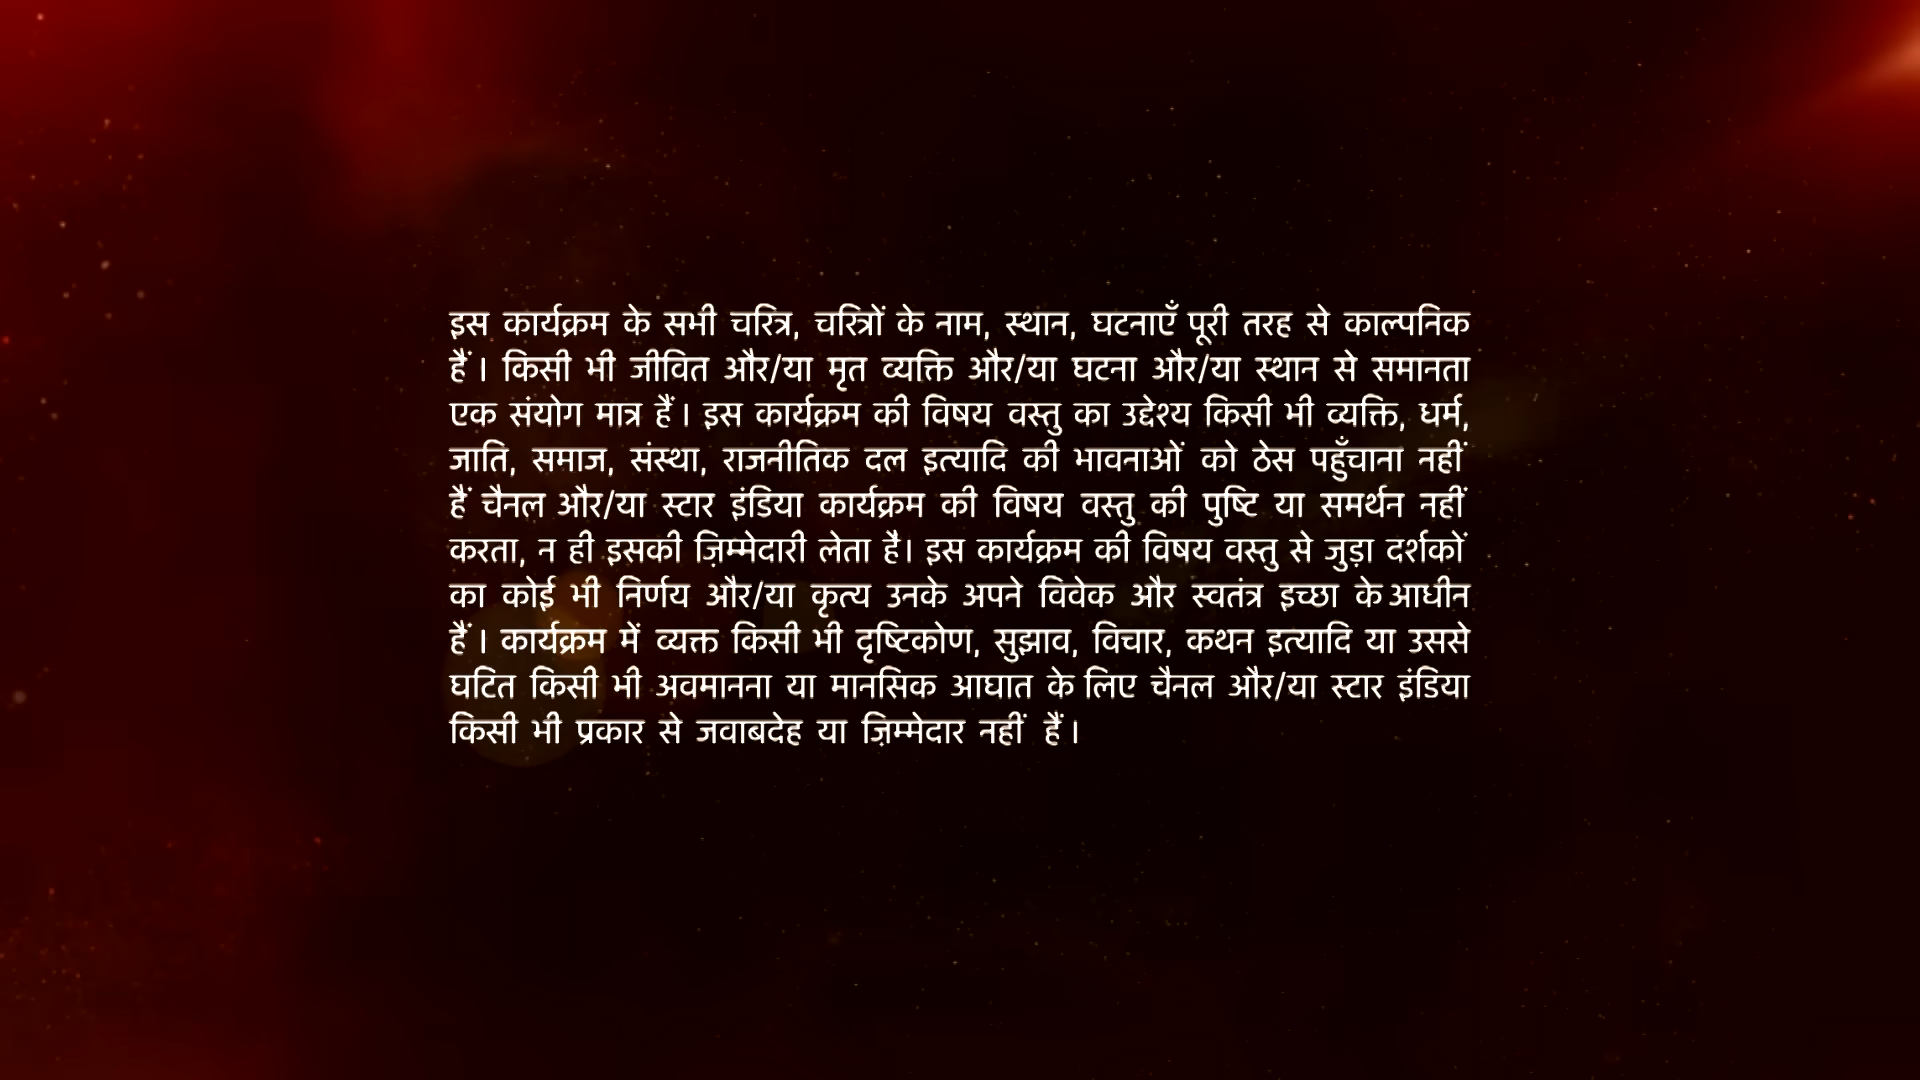 इस कार्यक्रम के सभी चरित्र, चरित्रों के नाम, स्थान, घटनाएँ पूरी तरह से काल्पनिक
हैं । किसी भी जीवित और/या मृत व्यक्ति और/या घटना और/या स्थान से समानता
एक संयोग मात्र हैं । इस कार्यक्रम की विषय वस्तु का उद्देश्य किसी भी व्यक्ति, धर्म,
जाति, समाज, संस्था, राजनीतिक दल इत्यादि की भावनाओं को ठेस पहुँचाना नहीं
हैं चैनल और/या स्टार इंडिया कार्यक्रम की विषय वस्तु की पुष्टि या समर्थन नहीं
करता, न ही इसकी ज़िम्मेदारी लेता है। इस कार्यक्रम की विषय वस्तु से जुड़ा दर्शकों
का कोई भी निर्णय और/या कृत्य उनके अपने विवेक और स्वतंत्र इच्छा के आधीन
हैं । कार्यक्रम में व्यक्त किसी भी दृष्टिकोण, सुझाव, विचार, कथन इत्यादि या उससे
घटित किसी भी अवमानना या मानसिक आघात के लिए चैनल और/या स्टार इंडिया
किसी भी प्रकार से जवाबदेह या ज़िम्मेदार नहीं हैं ।